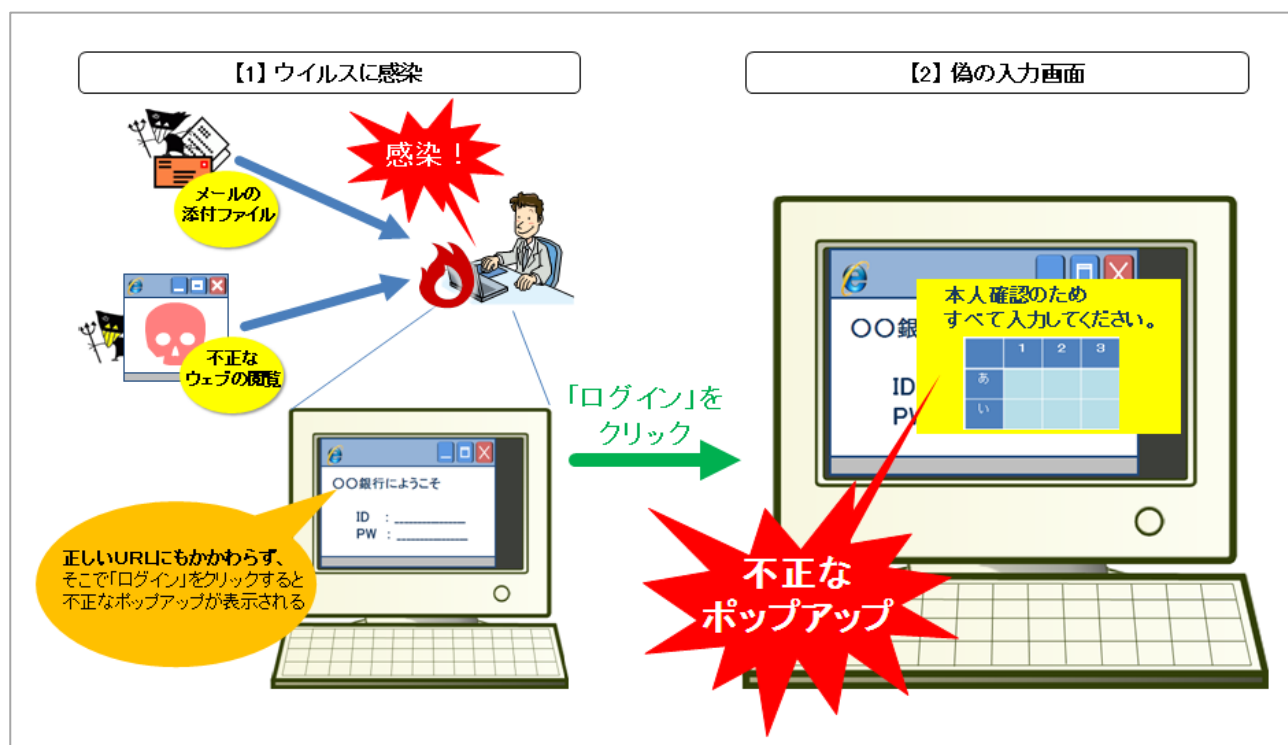 【1】 ウイルスに感染
【2】 偽の入力画面
感染！
メールの
添付ファイル
不正な
ウェブの閲覧
〇〇銀行にようこそ
ID ：
PW ：
正しいURLにもかかわらず、
そこで「ログイン」をクリックすると
不正なポップアップが表示される
「ログイン」を
クリック
本人確認のため
すべて入力してください。
1 2 3
あ
い
〇〇銀
ID
PW
不正な
ポップアップ